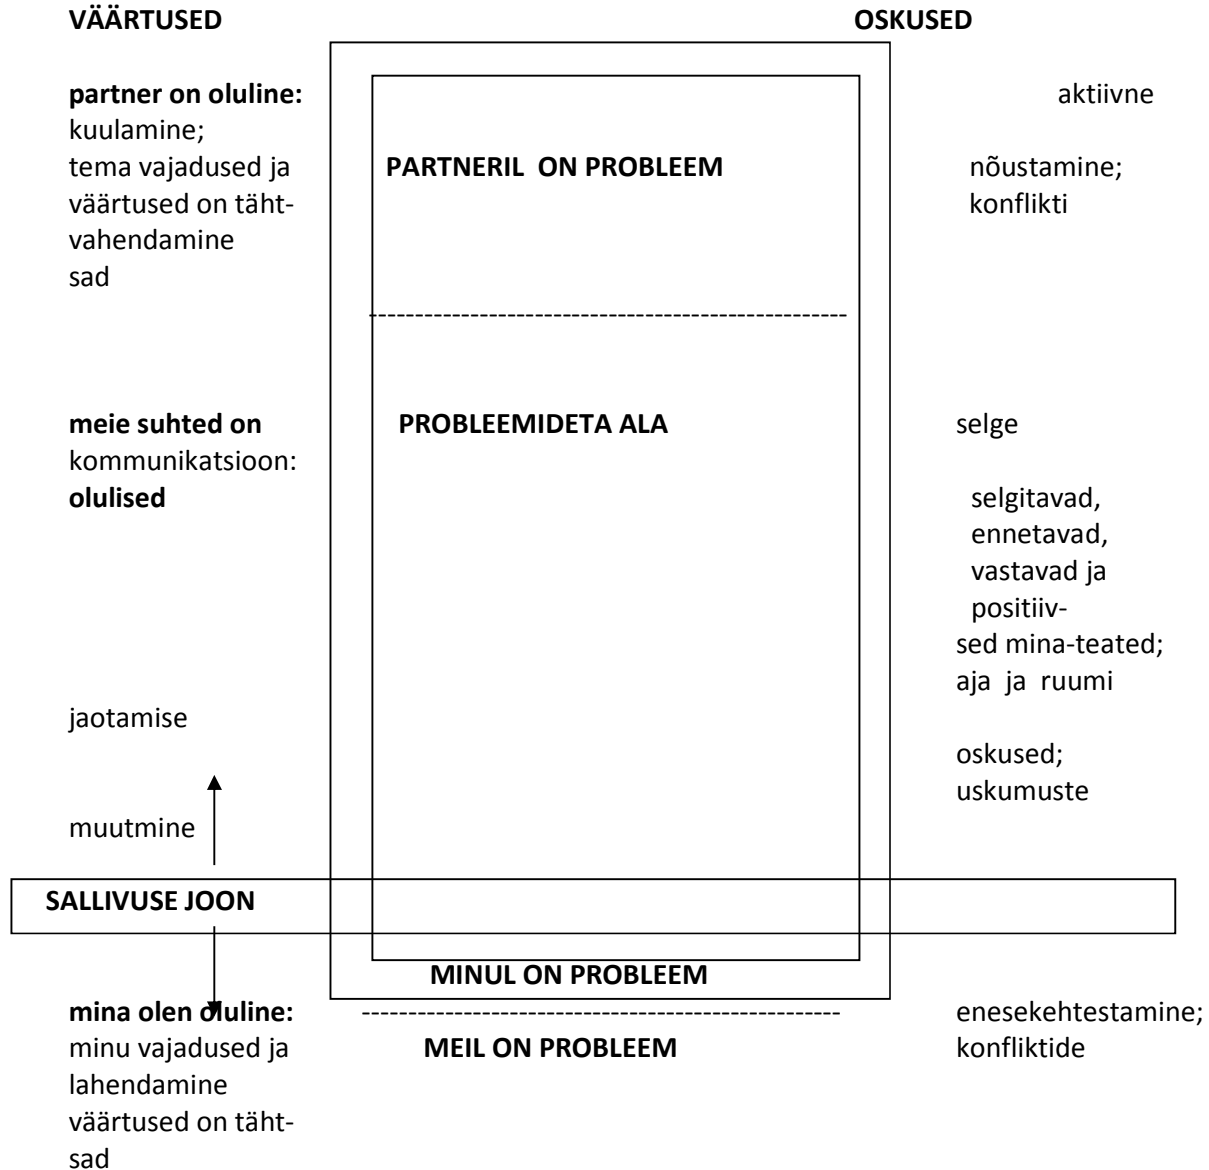 VÄÄRTUSED OSKUSED
partner on oluline: aktiivne
kuulamine;
tema vajadused ja PARTNERIL ON PROBLEEM nõustamine;
väärtused on täht- konflikti
vahendamine
sad
meie suhted on PROBLEEMIDETA ALA selge
kommunikatsioon:
olulised selgitavad,
ennetavad,
vastavad ja
positiiv-
sed mina-teated;
aja ja ruumi
jaotamise
oskused;
uskumuste
muutmine
SALLIVUSE JOON
MINUL ON PROBLEEM
mina olen oluline: enesekehtestamine;
minu vajadused ja MEIL ON PROBLEEM konfliktide
lahendamine
väärtused on täht-
sad